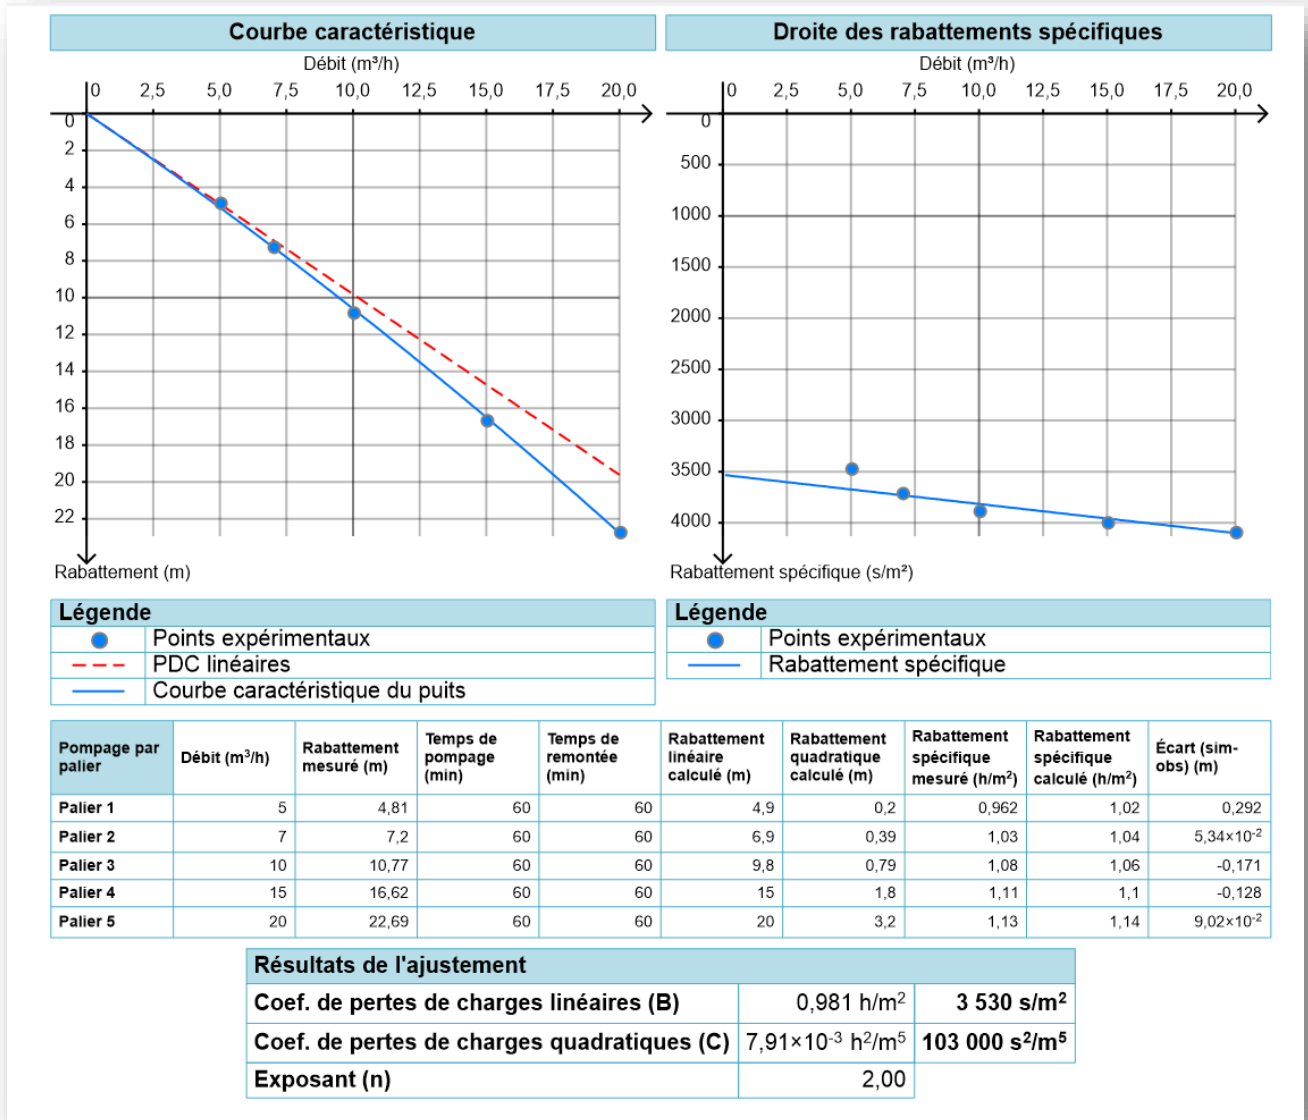 Courbe caractéristique
Débit (m³/h)
0 2,5 5,0 7,5 10,0 12,5 15,0 17,5 20,0
0
2
4
6
8
10
12
14
16
18
20
22
Rabattement (m)
Droite des rabattements spécifiques
Débit (m³/h)
0 2,5 5,0 7,5 10,0 12,5 15,0 17,5 20,0
0
500
1000
1500
2000
2500
3000
3500
4000
Rabattement spécifique (s/m²)
Légende
Points expérimentaux
PDC linéaires
Courbe caractéristique du puits
Légende
Points expérimentaux
Rabattement spécifique
Pompage par palier Débit (m³/h) Rabattement mesuré (m) Temps de pompage (min) Temps de remontée (min) Rabattement linéaire calculé (m) Rabattement quadratique calculé (m) Rabattement spécifique mesuré (h/m²) Rabattement spécifique calculé (h/m²) Écart (sim-obs) (m)
Palier 1 5 4,81 60 60 4,9 0,2 0,962 1,02 0,292
Palier 2 7 7,2 60 60 6,9 0,39 1,03 1,04 5,34×10⁻²
Palier 3 10 10,77 60 60 9,8 0,79 1,08 1,06 -0,171
Palier 4 15 16,62 60 60 15 1,8 1,11 1,1 -0,128
Palier 5 20 22,69 60 60 20 3,2 1,13 1,14 9,02×10⁻²
Résultats de l'ajustement
Coef. de pertes de charges linéaires (B) 0,981 h/m² 3 530 s/m²
Coef. de pertes de charges quadratiques (C) 7,91×10⁻³ h²/m⁵ 103 000 s²/m⁵
Exposant (n) 2,00